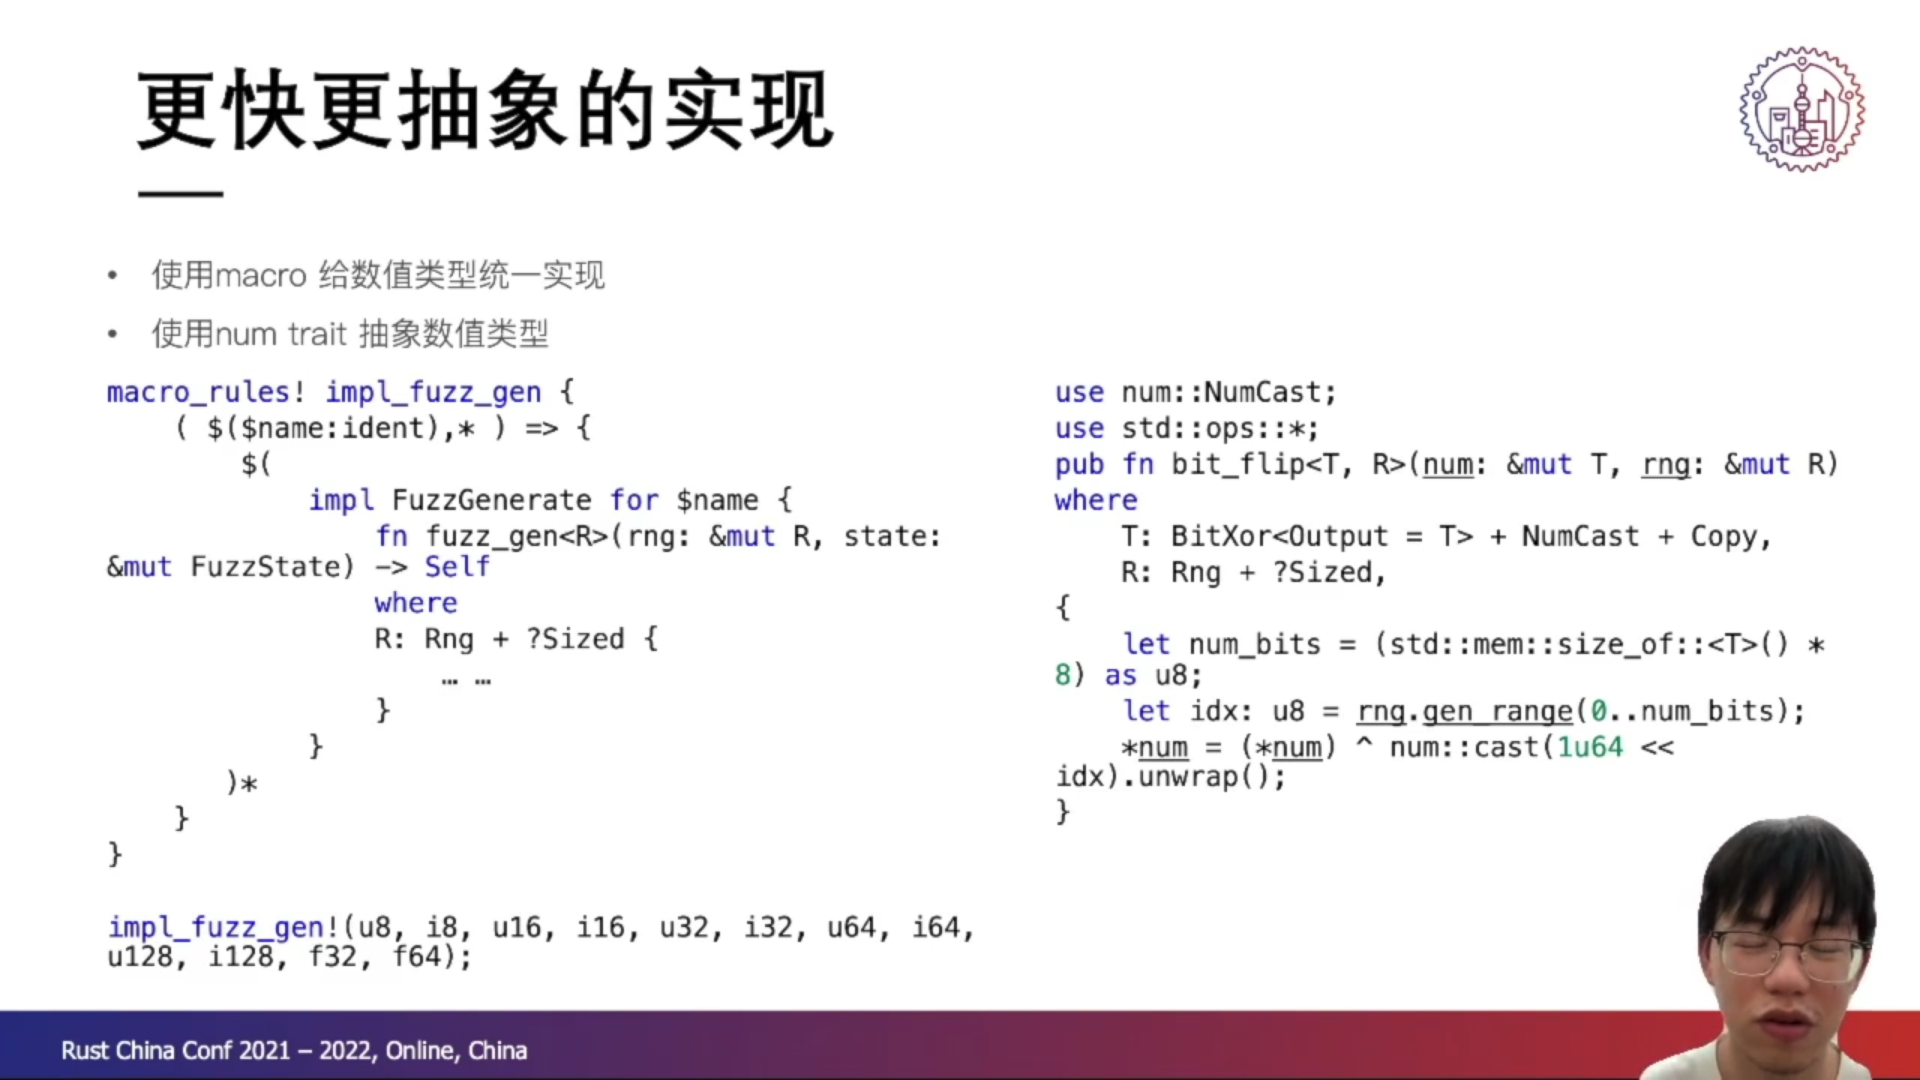 更快更抽象的实现
• 使用macro 给数值类型统一实现
• 使用num trait 抽象数值类型
macro_rules! impl_fuzz_gen {
    ( $($name:ident),* ) => {
        $(
            impl FuzzGenerate for $name {
                fn fuzz_gen<R>(rng: &mut R, state:
&mut FuzzState) -> Self
                where
                R: Rng + ?Sized {
                    … …
                }
            }
        )*
    }
}
impl_fuzz_gen!(u8, i8, u16, i16, u32, i32, u64, i64,
u128, i128, f32, f64);
use num::NumCast;
use std::ops::*;
pub fn bit_flip<T, R>(num: &mut T, rng: &mut R)
where
    T: BitXor<Output = T> + NumCast + Copy,
    R: Rng + ?Sized,
{
    let num_bits = (std::mem::size_of::<T>() *
8) as u8;
    let idx: u8 = rng.gen_range(0..num_bits);
    *num = (*num) ^ num::cast(1u64 <<
idx).unwrap();
}
Rust China Conf 2021 – 2022, Online, China